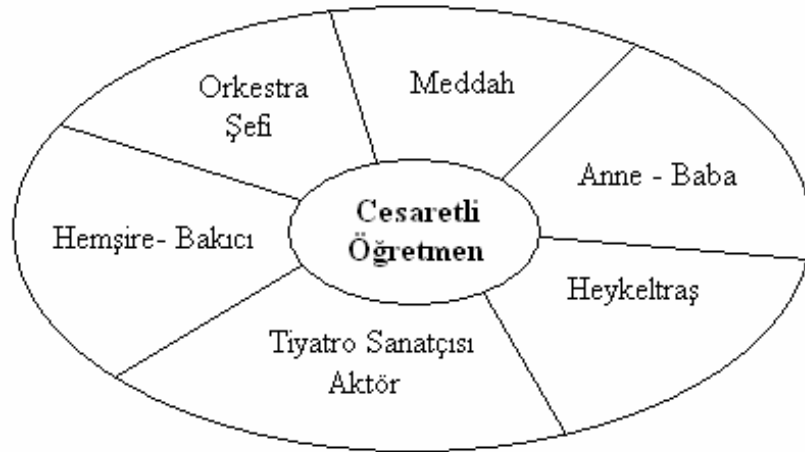 Orkestra
Şefi
Meddah
Anne - Baba
Hemşire- Bakıcı
Cesaretli
Öğretmen
Heykeltraş
Tiyatro Sanatçısı
Aktör